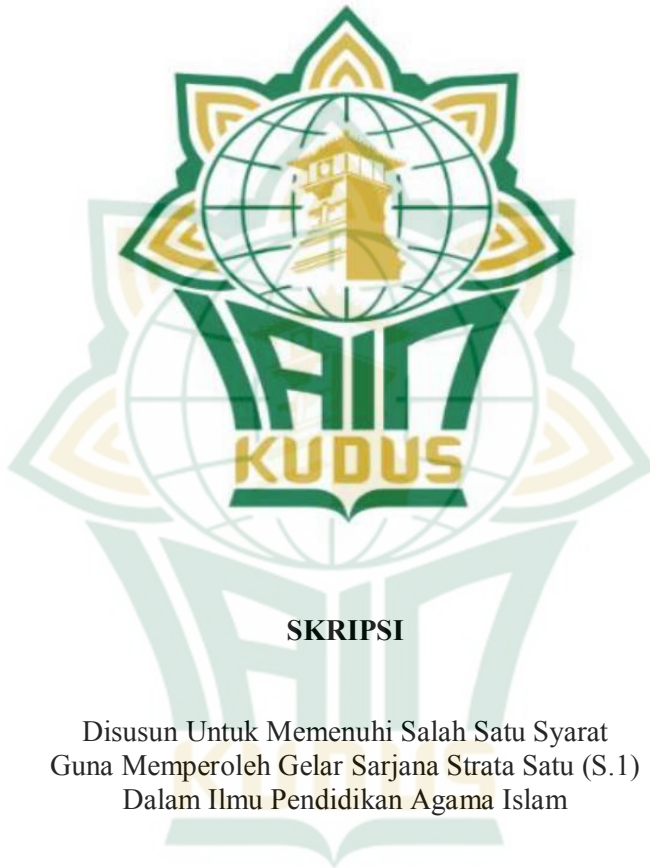 IAIN
KUDUS
SKRIPSI
Disusun Untuk Memenuhi Salah Satu Syarat
Guna Memperoleh Gelar Sarjana Strata Satu (S.1)
Dalam Ilmu Pendidikan Agama Islam